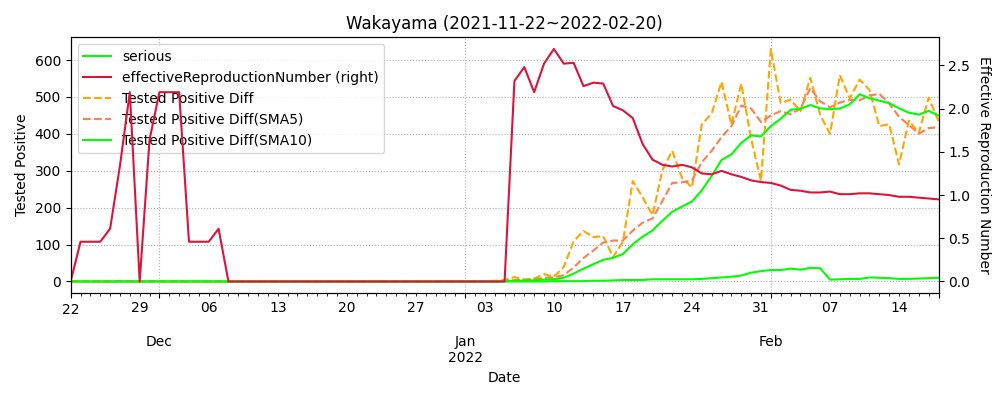 Wakayama (2021-11-22~2022-02-20)
serious
effectiveReproductionNumber (right)
Tested Positive Diff
Tested Positive Diff(SMA5)
Tested Positive Diff(SMA10)
Tested Positive
600
500
400
300
200
100
0
2.5
2.0
1.5
1.0
0.5
0.0
Effective Reproduction Number
22 29 06 13 20 27 03 10 17 24 31 07 14
Dec Jan Feb
2022
Date